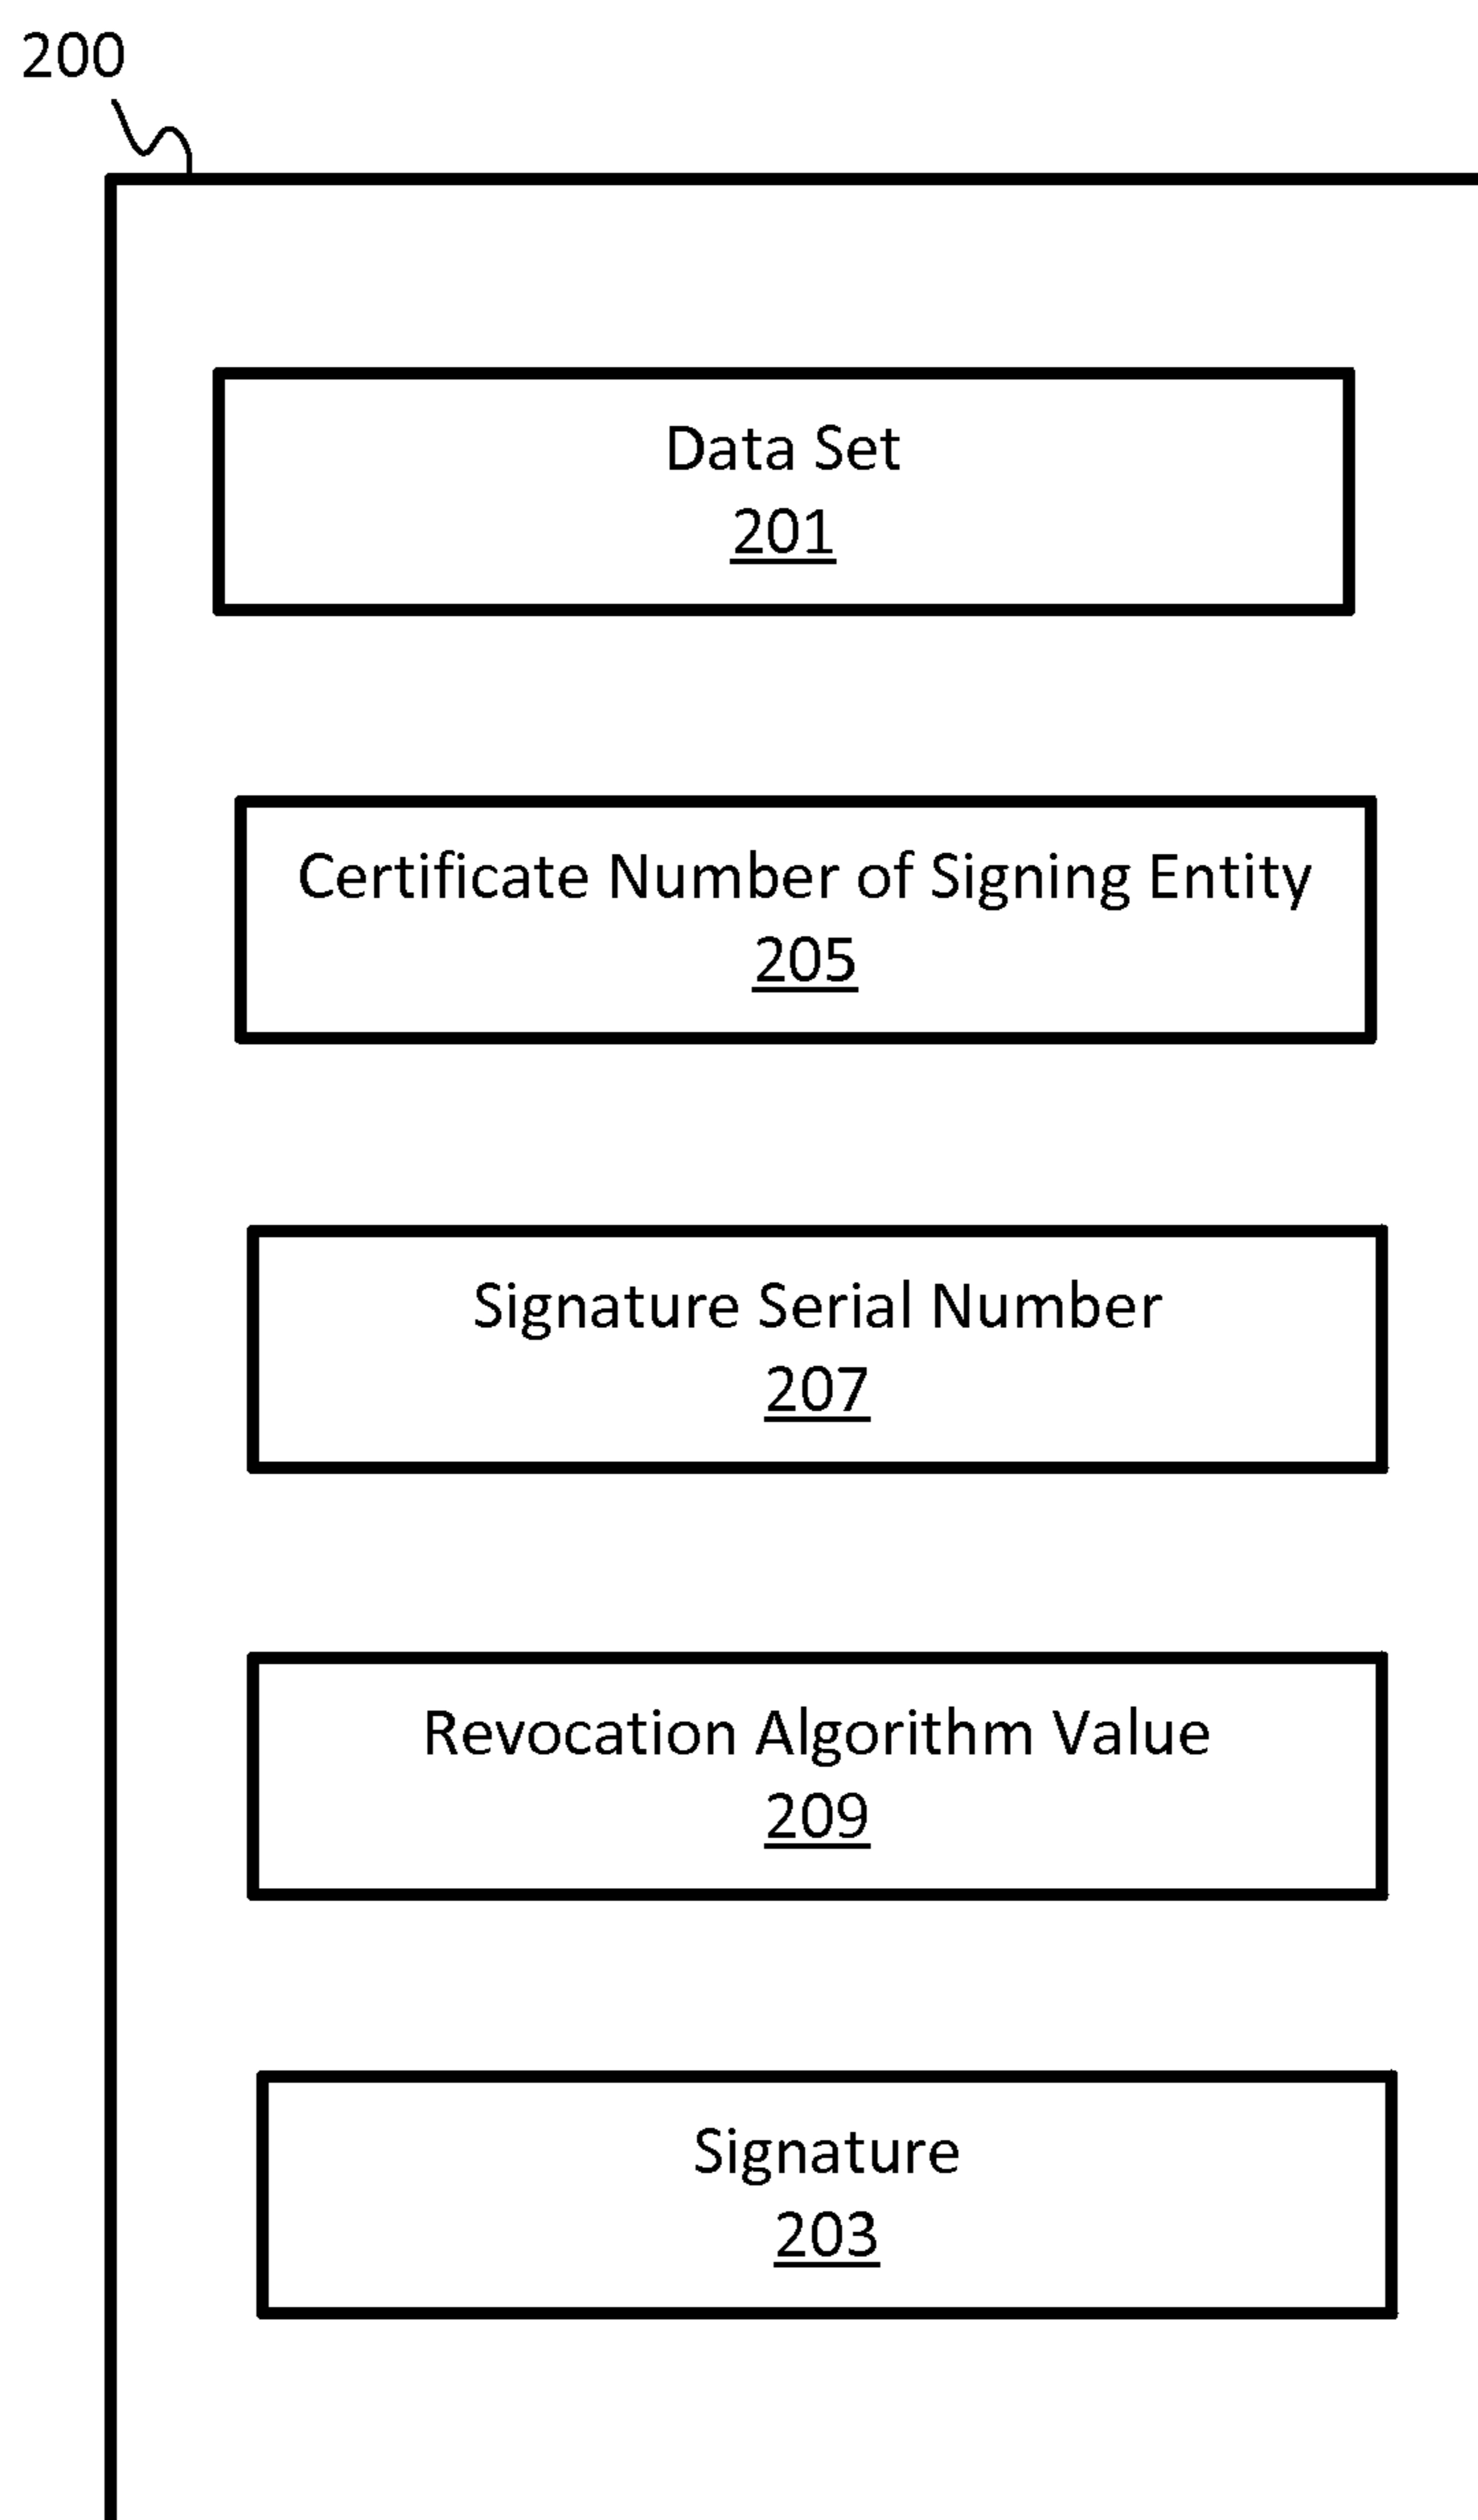 200
Data Set
201
Certificate Number of Signing Entity
205
Signature Serial Number
207
Revocation Algorithm Value
209
Signature
203